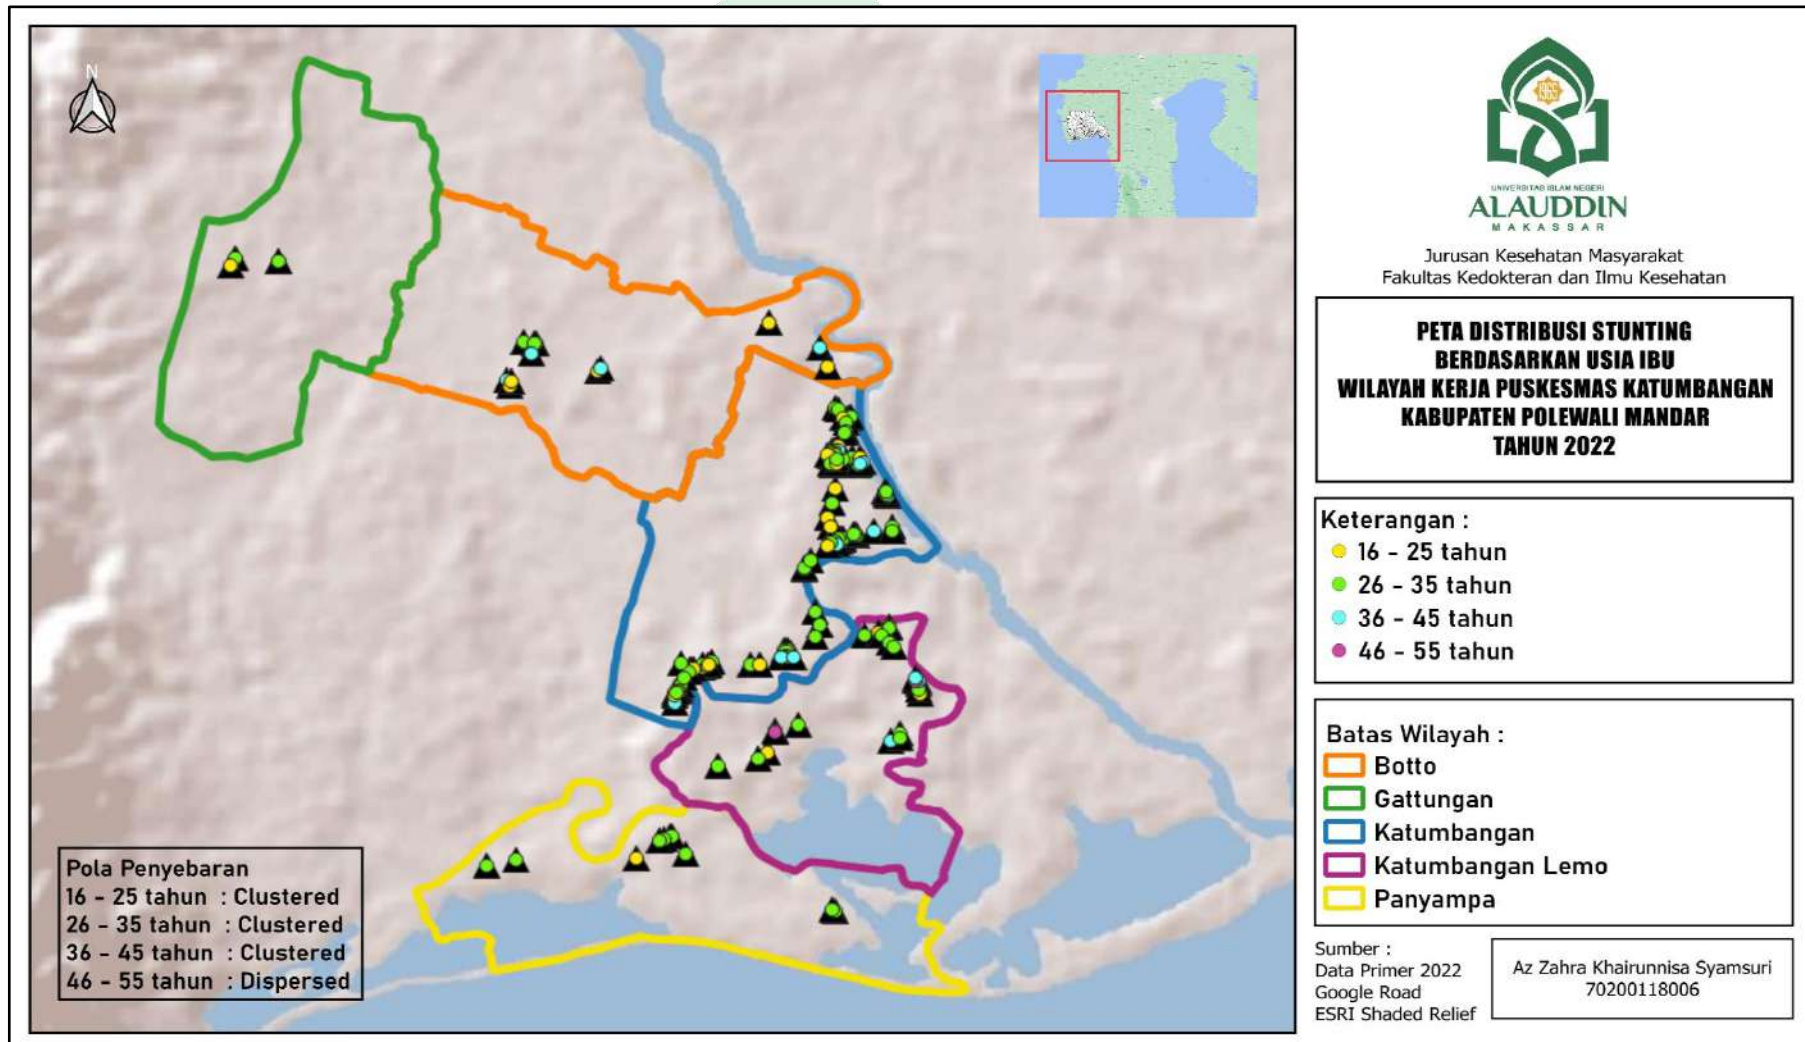 N
1965
UNIVERSITAS ISLAM NEGERI
ALAUDDIN
MAKASSAR
Jurusan Kesehatan Masyarakat
Fakultas Kedokteran dan Ilmu Kesehatan
PETA DISTRIBUSI STUNTING
BERDASARKAN USIA IBU
WILAYAH KERJA PUSKESMAS KATUMBANGAN
KABUPATEN POLEWALI MANDAR
TAHUN 2022
Keterangan :
16 - 25 tahun
26 - 35 tahun
36 - 45 tahun
46 - 55 tahun
Batas Wilayah :
Botto
Gattungan
Katumbangan
Katumbangan Lemo
Panyampa
Pola Penyebaran
16 - 25 tahun : Clustered
26 - 35 tahun : Clustered
36 - 45 tahun : Clustered
46 - 55 tahun : Dispersed
Sumber :
Data Primer 2022
Google Road
ESRI Shaded Relief
Az Zahra Khairunnisa Syamsuri
70200118006